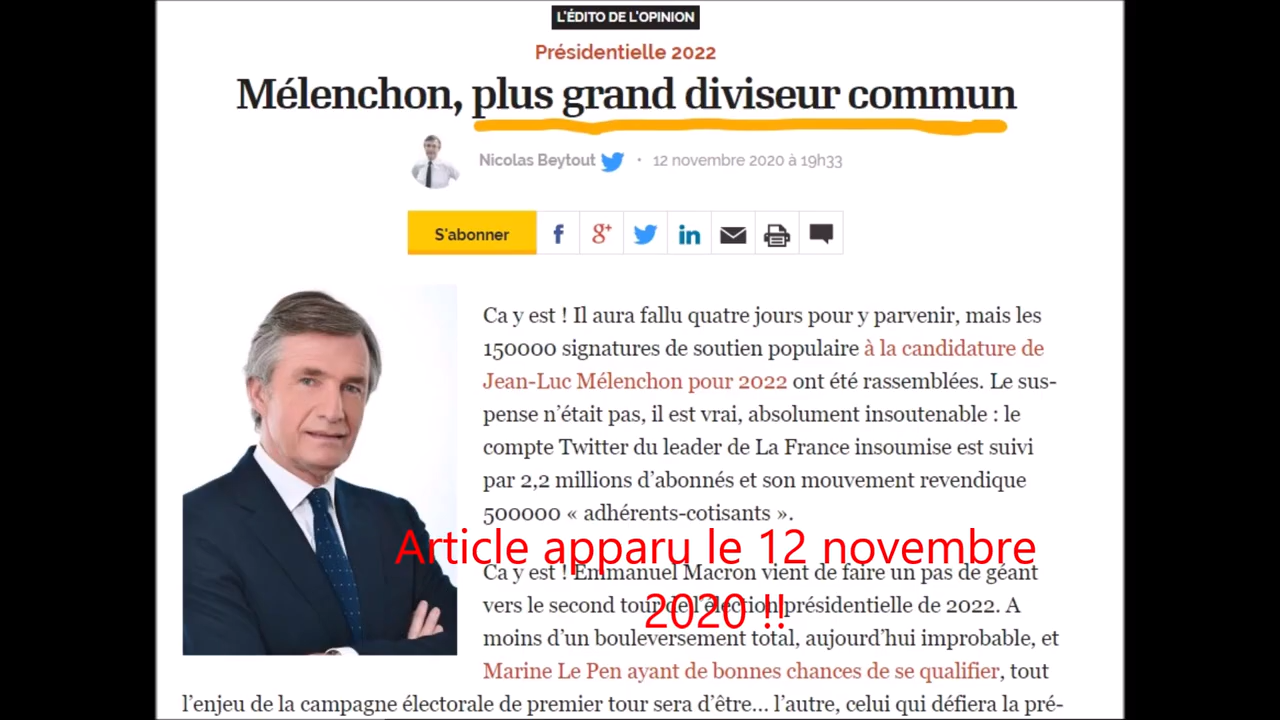 L'ÉDITO DE L'OPINION
Présidentielle 2022
Mélenchon, plus grand diviseur commun
Nicolas Beytout • 12 novembre 2020 à 19h33
S'abonner
Ca y est ! Il aura fallu quatre jours pour y parvenir, mais les
150000 signatures de soutien populaire à la candidature de
Jean-Luc Mélenchon pour 2022 ont été rassemblées. Le sus-
pense n'était pas, il est vrai, absolument insoutenable : le
compte Twitter du leader de La France insoumise est suivi
par 2,2 millions d'abonnés et son mouvement revendique
500000 « adhérents-cotisants ».
Article apparu le 12 novembre
2020 !!
Ca y est ! Emmanuel Macron vient de faire un pas de géant
vers le second tour de l'élection présidentielle de 2022. A
moins d'un bouleversement total, aujourd'hui improbable, et
Marine Le Pen ayant de bonnes chances de se qualifier, tout
l'enjeu de la campagne électorale de premier tour sera d'être... l'autre, celui qui défiera la pré-